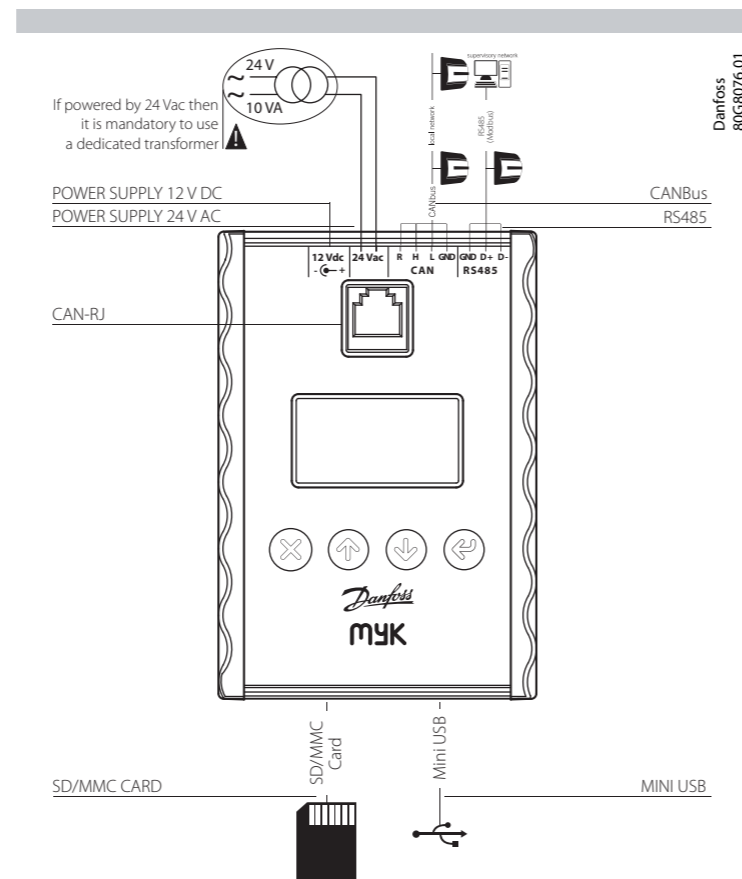 24 V
10 VA
If powered by 24 Vac then
it is mandatory to use
a dedicated transformer
supervisory network
local network
RS485
(Modbus)
CANbus
Danfoss
80G8076.01
POWER SUPPLY 12 V DC
POWER SUPPLY 24 V AC
CANBus
RS485
12 Vdc
- +
24 Vac
R H L GND
CAN
GND D+ D-
RS485
CAN-RJ
Danfoss
MYK
SD/MMC
Card
Mini USB
SD/MMC CARD
MINI USB